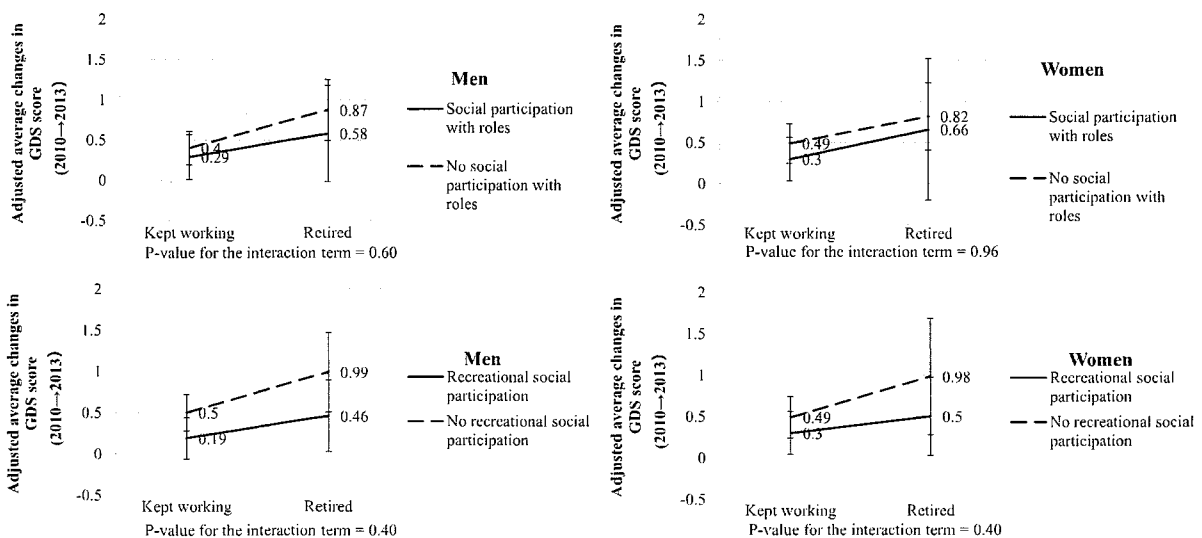 Adjusted average changes in
GDS score
(2010→2013)
2
1.5
1
0.5
0
-0.5
0.4
0.29
0.87
0.58
Kept working
Retired
P-value for the interaction term = 0.60
Men
Social participation
with roles
No social
participation with
roles
Adjusted average changes in
GDS score
(2010→2013)
2
1.5
1
0.5
0
-0.5
0.49
0.3
0.82
0.66
Kept working
Retired
P-value for the interaction term = 0.96
Women
Social participation
with roles
No social
participation with
roles
Adjusted average changes in
GDS score
(2010→2013)
2
1.5
1
0.5
0
-0.5
0.5
0.19
0.99
0.46
Kept working
Retired
P-value for the interaction term = 0.40
Men
Recreational social
participation
No recreational social
participation
Adjusted average changes in
GDS score
(2010→2013)
2
1.5
1
0.5
0
-0.5
0.49
0.3
0.98
0.5
Kept working
Retired
P-value for the interaction term = 0.40
Women
Recreational social
participation
No recreational social
participation